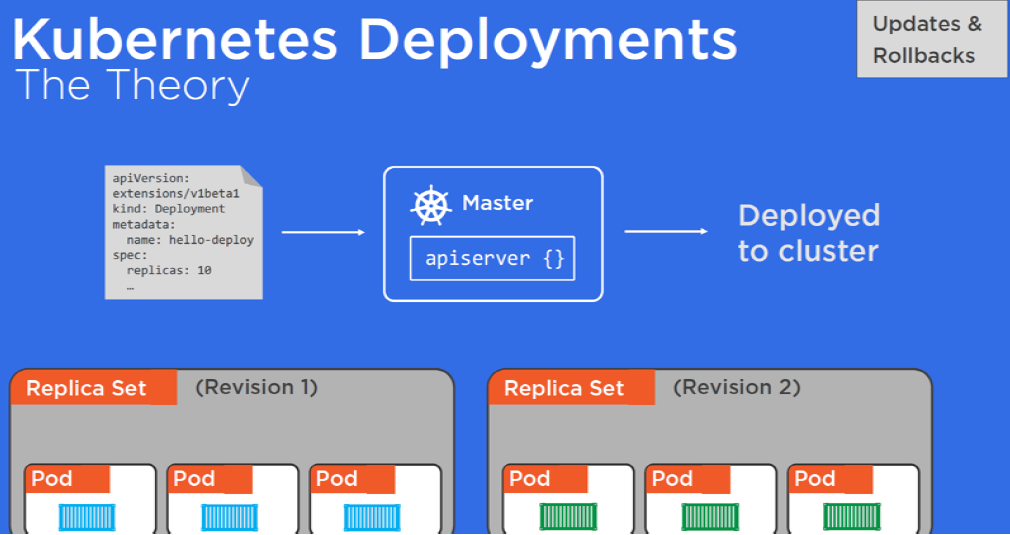 Kubernetes Deployments
The Theory
Updates &
Rollbacks
apiVersion:
extensions/v1beta1
kind: Deployment
metadata:
  name: hello-deploy
spec:
  replicas: 10
  …
Master
apiserver {}
Deployed
to cluster
Replica Set (Revision 1)
Pod Pod Pod
Replica Set (Revision 2)
Pod Pod Pod